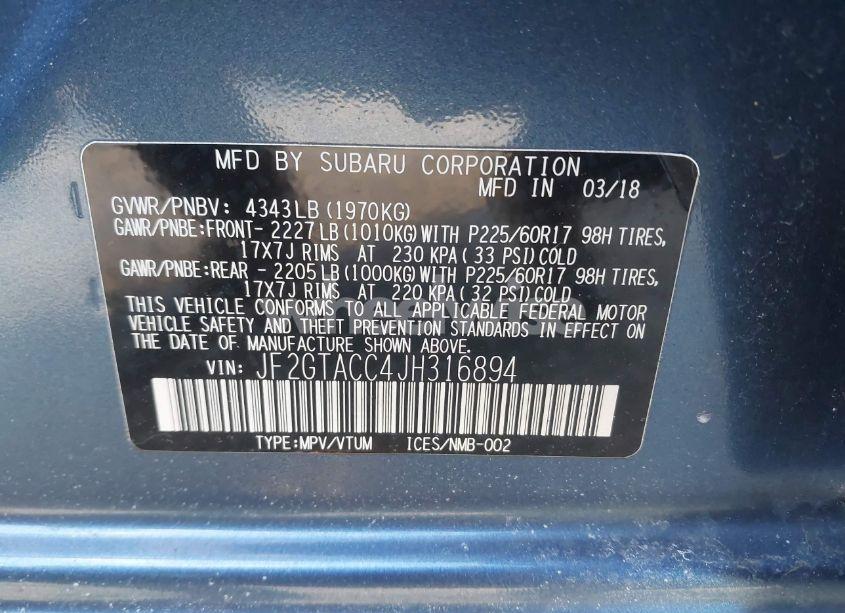 MFD BY SUBARU CORPORATION
MFD IN 03/18
GVWR/PNBV: 4343LB(1970KG)
GAWR/PNBE:FRONT- 2227LB(1010KG)WITH P225/60R17 98H TIRES,
17X7J RIMS AT 230 KPA( 33 PSI)COLD
GAWR/PNBE:REAR - 2205LB(1000KG)WITH P225/60R17 98H TIRES,
17X7J RIMS AT 220 KPA( 32 PSI)COLD
THIS VEHICLE CONFORMS TO ALL APPLICABLE FEDERAL MOTOR
VEHICLE SAFETY AND THEFT PREVENTION STANDARDS IN EFFECT ON
THE DATE OF MANUFACTURE SHOWN ABOVE.
VIN: JF2GTACC4JH316894
TYPE:MPV/VTUM ICES/NMB-002